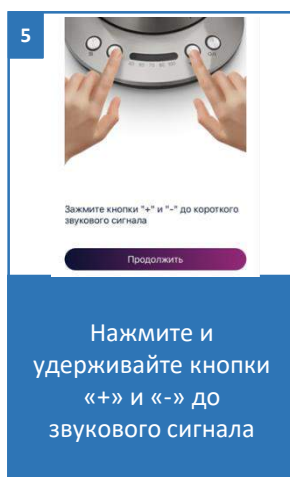 5
Зажмите кнопки "+" и "-" до короткого
звукового сигнала
Продолжить
Нажмите и
удерживайте кнопки
«+» и «-» до
звукового сигнала